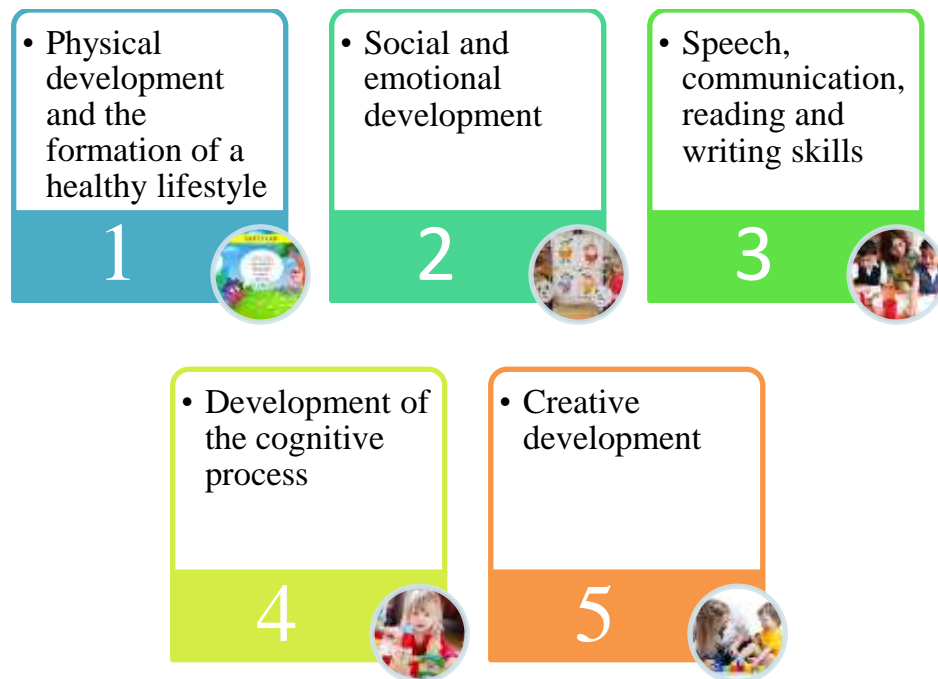 • Physical
development
and the
formation of a
healthy lifestyle
1
• Social and
emotional
development
2
• Speech,
communication,
reading and
writing skills
3
• Development of
the cognitive
process
4
• Creative
development
5